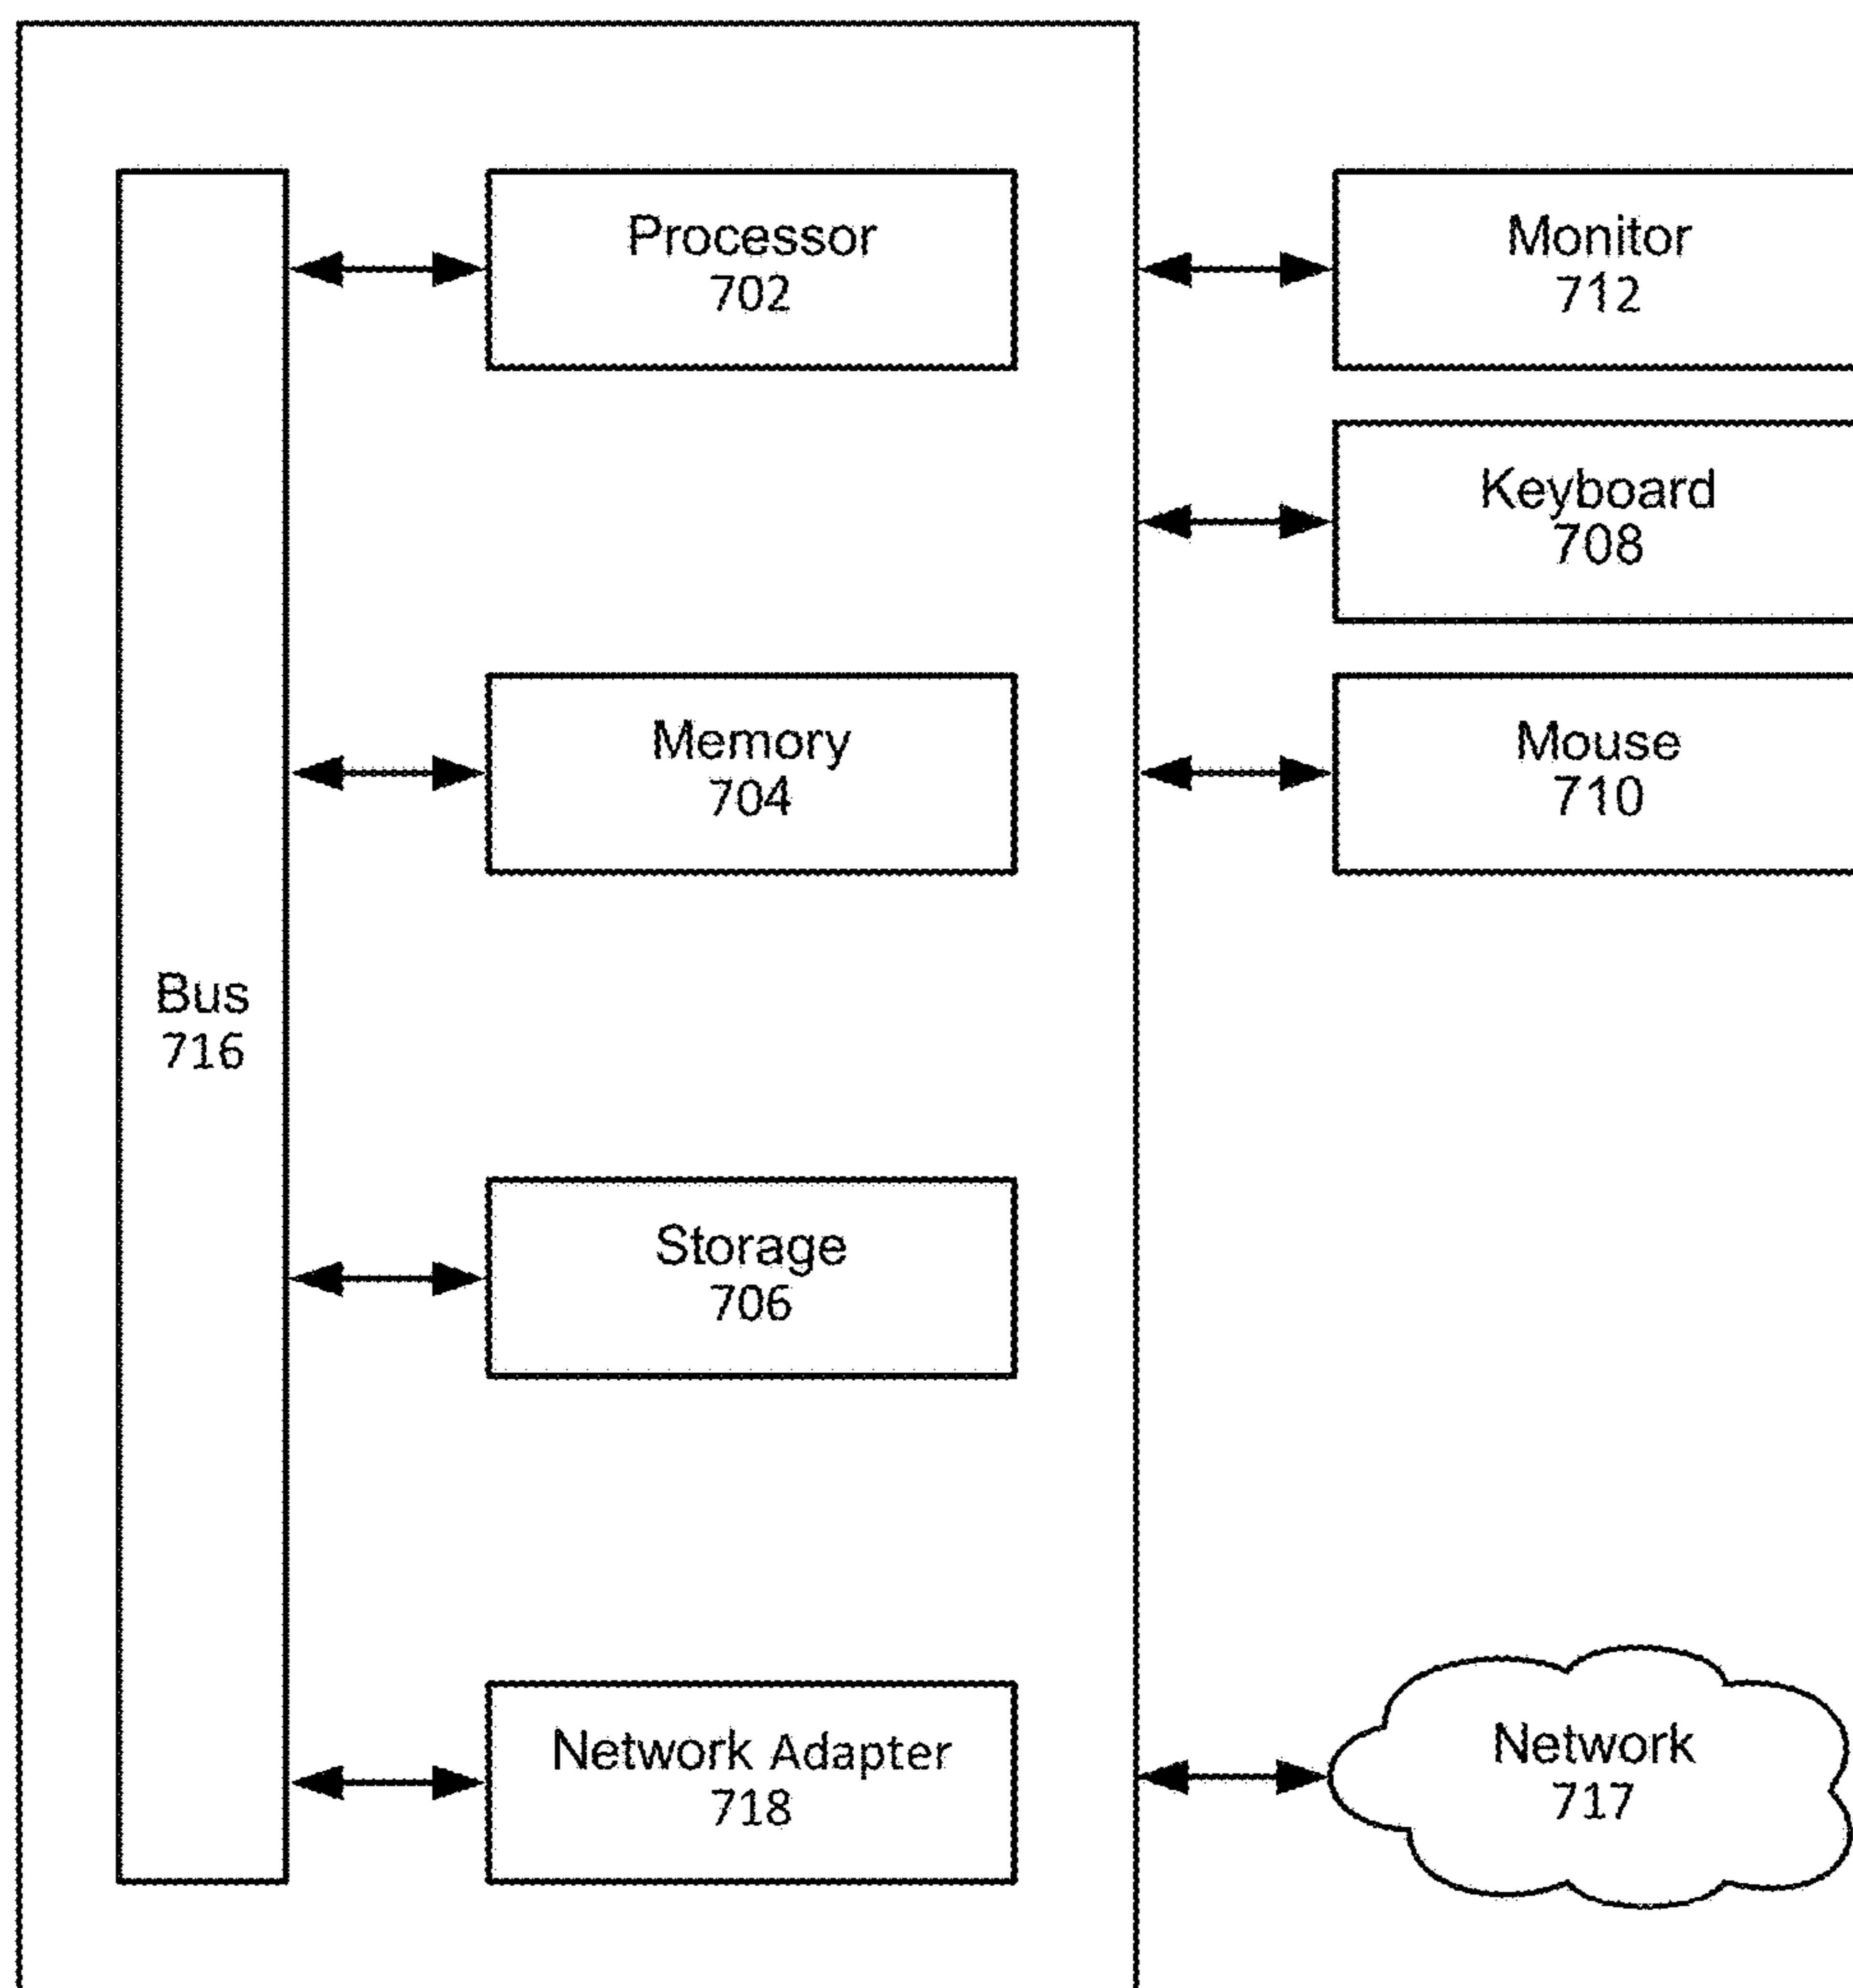 Processor
702
Monitor
712
Keyboard
708
Memory
704
Mouse
710
Bus
716
Storage
706
Network Adapter
718
Network
717